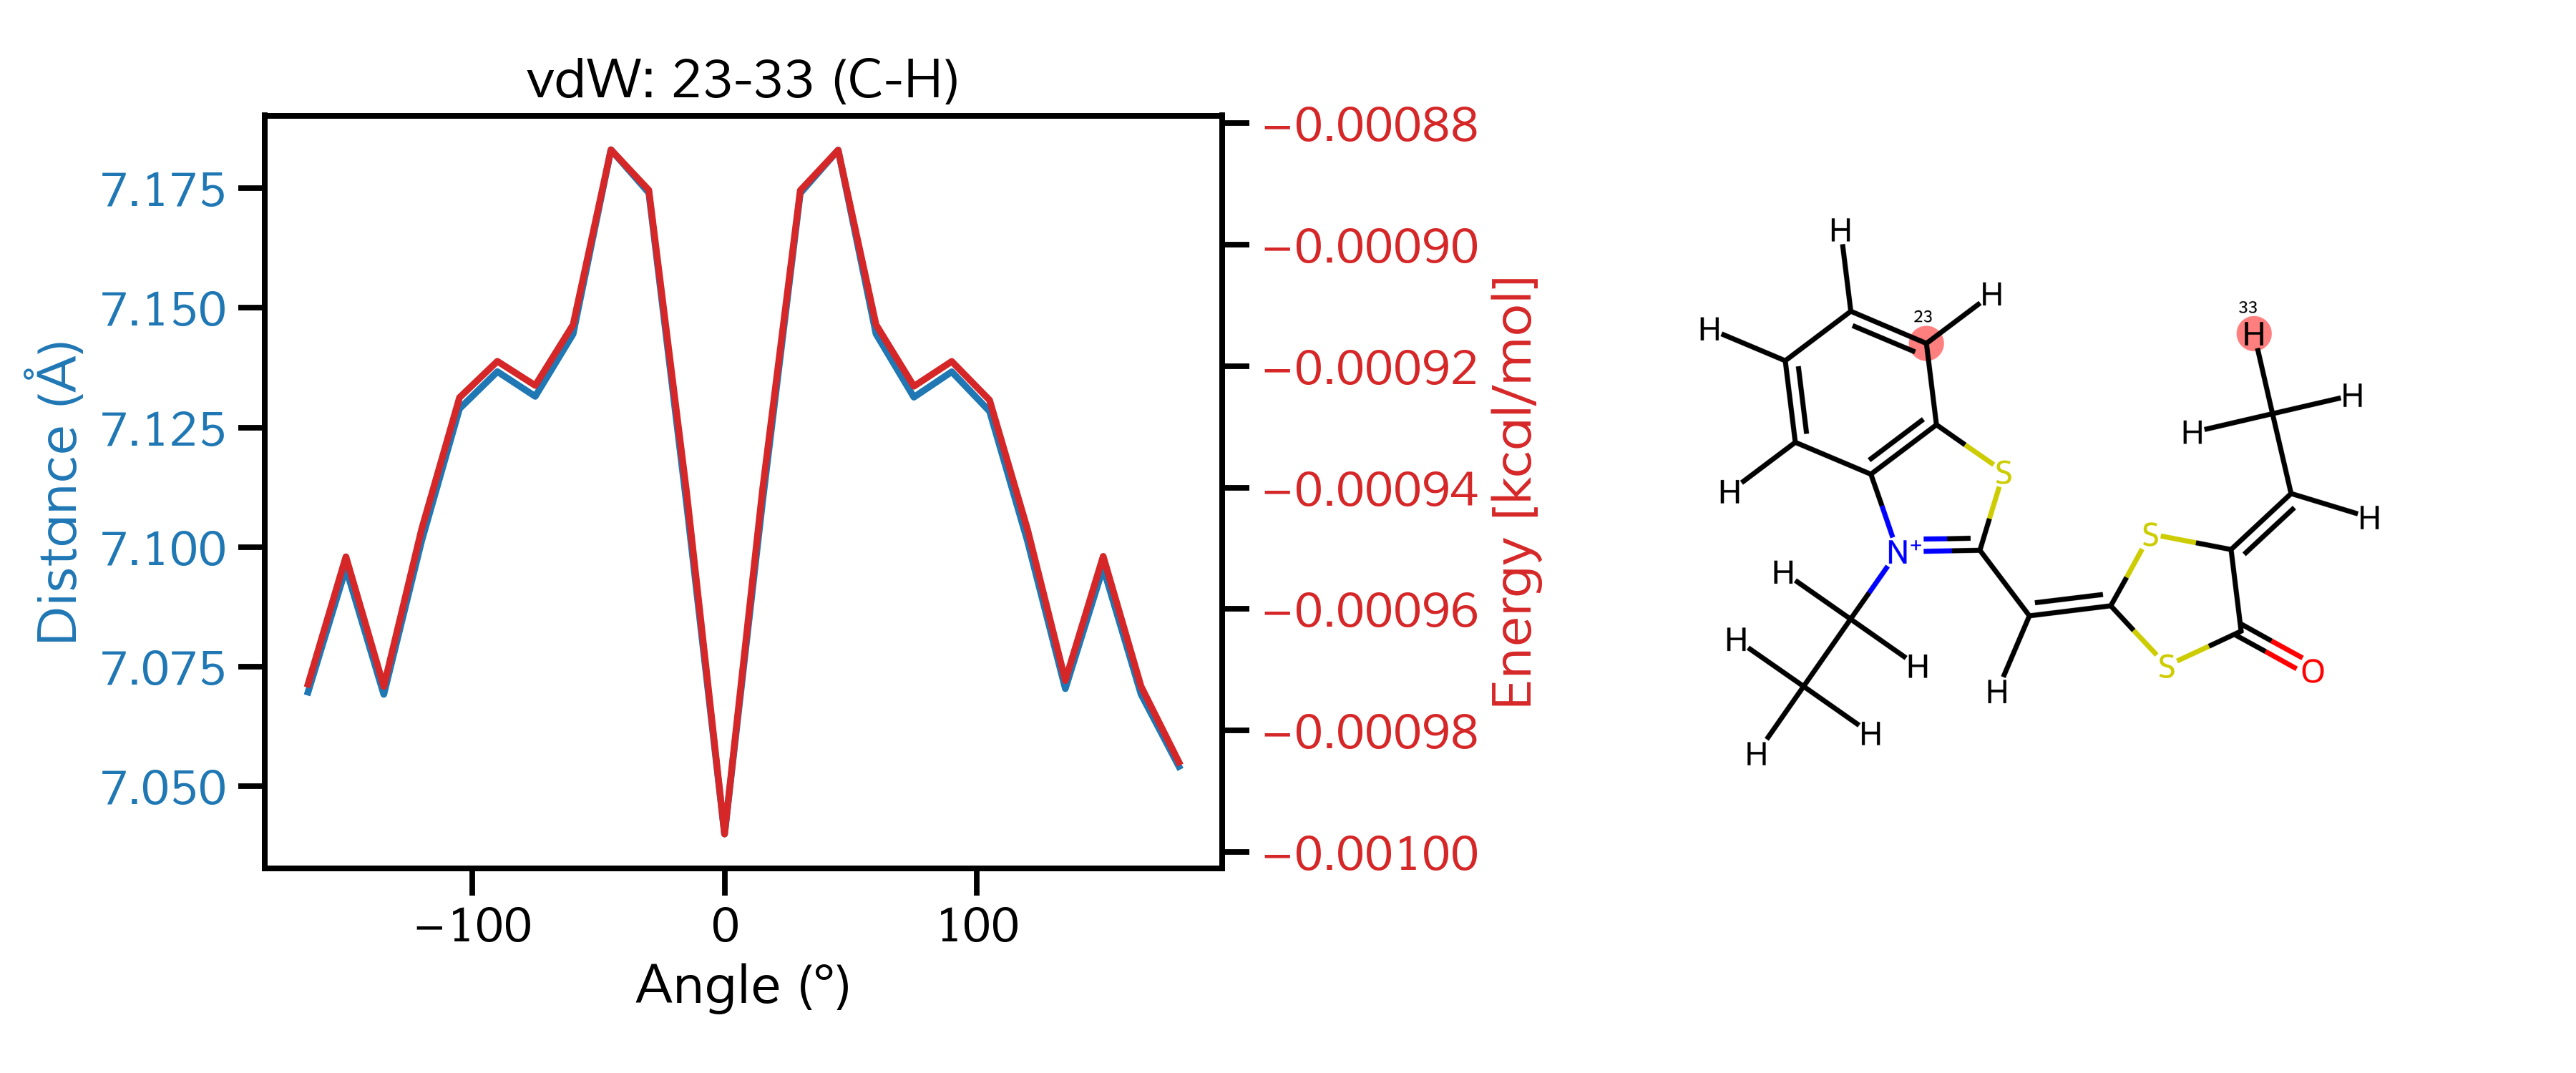 vdW: 23-33 (C-H)
Distance (Å)
7.175
7.150
7.125
7.100
7.075
7.050
−0.00088
−0.00090
−0.00092
−0.00094
−0.00096
−0.00098
−0.00100
Energy [kcal/mol]
−100 0 100
Angle (°)
H
H
33
H
23
H
H
H
H
H
S
H
S
N+
H
S
O
H
H
H
H
H